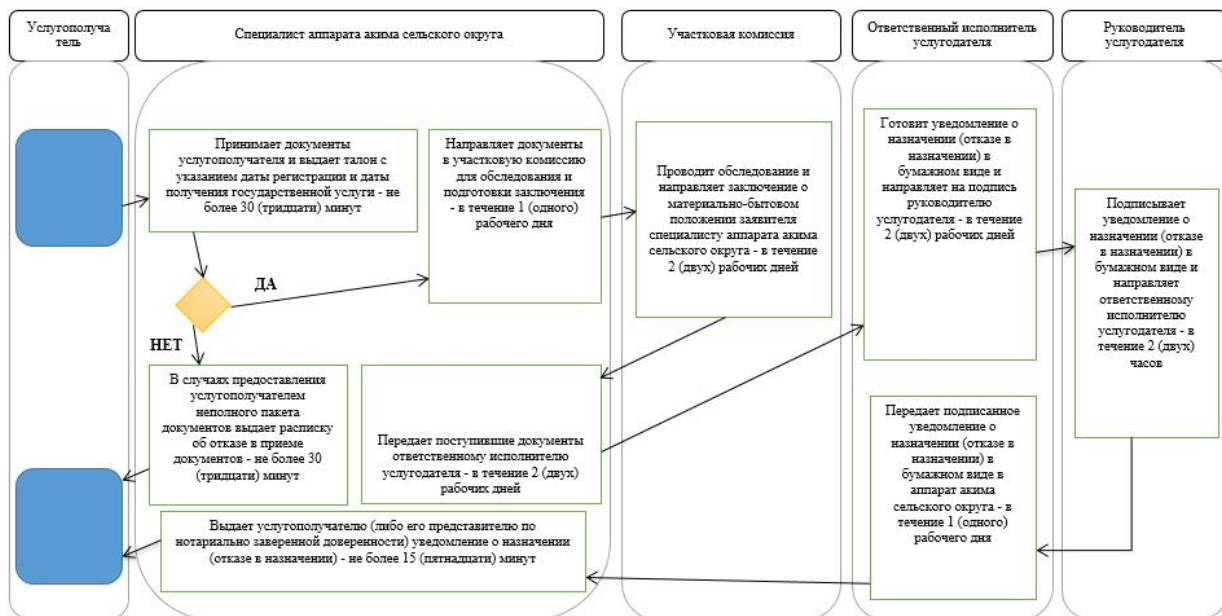 Услугополуча
тель
Специалист аппарата акима сельского округа
Участковая комиссия
Ответственный исполнитель
услугодателя
Руководитель
услугодателя
Принимает документы
услугополучателя и выдает талон с
указанием даты регистрации и даты
получения государственной услуги - не
более 30 (тридцати) минут
Направляет документы
в участковую комиссию
для обследования и
подготовки заключения
- в течение 1 (одного)
рабочего дня
Проводит обследование и
направляет заключение о
материально-бытовом
положении заявителя
специалисту аппарата акима
сельского округа - в течение
2 (двух) рабочих дней
Готовит уведомление о
назначении (отказе в
назначении) в
бумажном виде и
направляет на подпись
руководителю
услугодателя - в течение
2 (двух) рабочих дней
Подписывает
уведомление о
назначении (отказе
в назначении) в
бумажном виде и
направляет
ответственному
исполнителю
услугодателя - в
течение 2 (двух)
часов
ДА
НЕТ
В случаях предоставления
услугополучателем
неполного пакета
документов выдает расписку
об отказе в приеме
документов - не более 30
(тридцати) минут
Передает поступившие документы
ответственному исполнителю
услугодателя - в течение 2 (двух)
рабочих дней
Передает подписанное
уведомление о
назначении (отказе в
назначении) в
бумажном виде в
аппарат акима
сельского округа - в
течение 1 (одного)
рабочего дня
Выдает услугополучателю (либо его представителю по
нотариально заверенной доверенности) уведомление о назначении
(отказе в назначении) - не более 15 (пятнадцати) минут